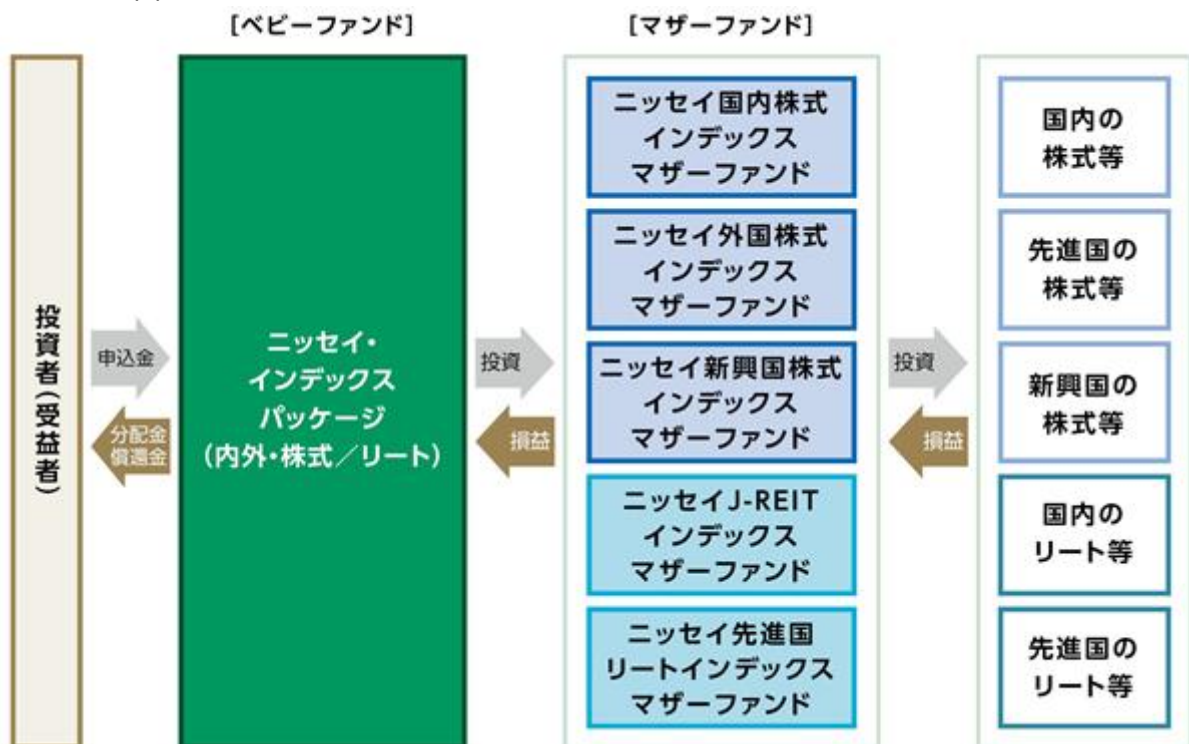 [ベビーファンド]
[マザーファンド]
投資者(受益者)
申込金
分配金
償還金
ニッセイ・
インデックス
パッケージ
(内外・株式／リート)
投資
損益
ニッセイ国内株式
インデックス
マザーファンド
ニッセイ外国株式
インデックス
マザーファンド
ニッセイ新興国株式
インデックス
マザーファンド
ニッセイJ-REIT
インデックス
マザーファンド
ニッセイ先進国
リートインデックス
マザーファンド
投資
損益
国内の
株式等
先進国の
株式等
新興国の
株式等
国内の
リート等
先進国の
リート等